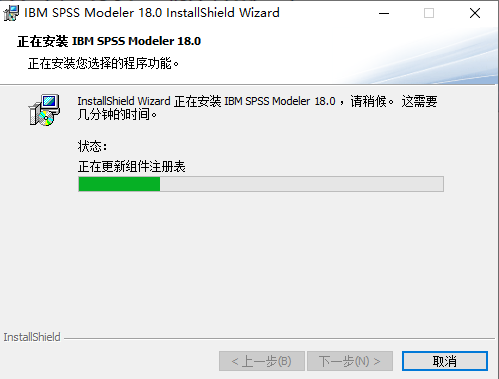 IBM SPSS Modeler 18.0 InstallShield Wizard
正在安装 IBM SPSS Modeler 18.0
正在安装您选择的程序功能。
InstallShield Wizard 正在安装 IBM SPSS Modeler 18.0 ，请稍候。 这需要
几分钟的时间。
状态：
正在更新组件注册表
InstallShield
< 上一步(B) 下一步(N) > 取消